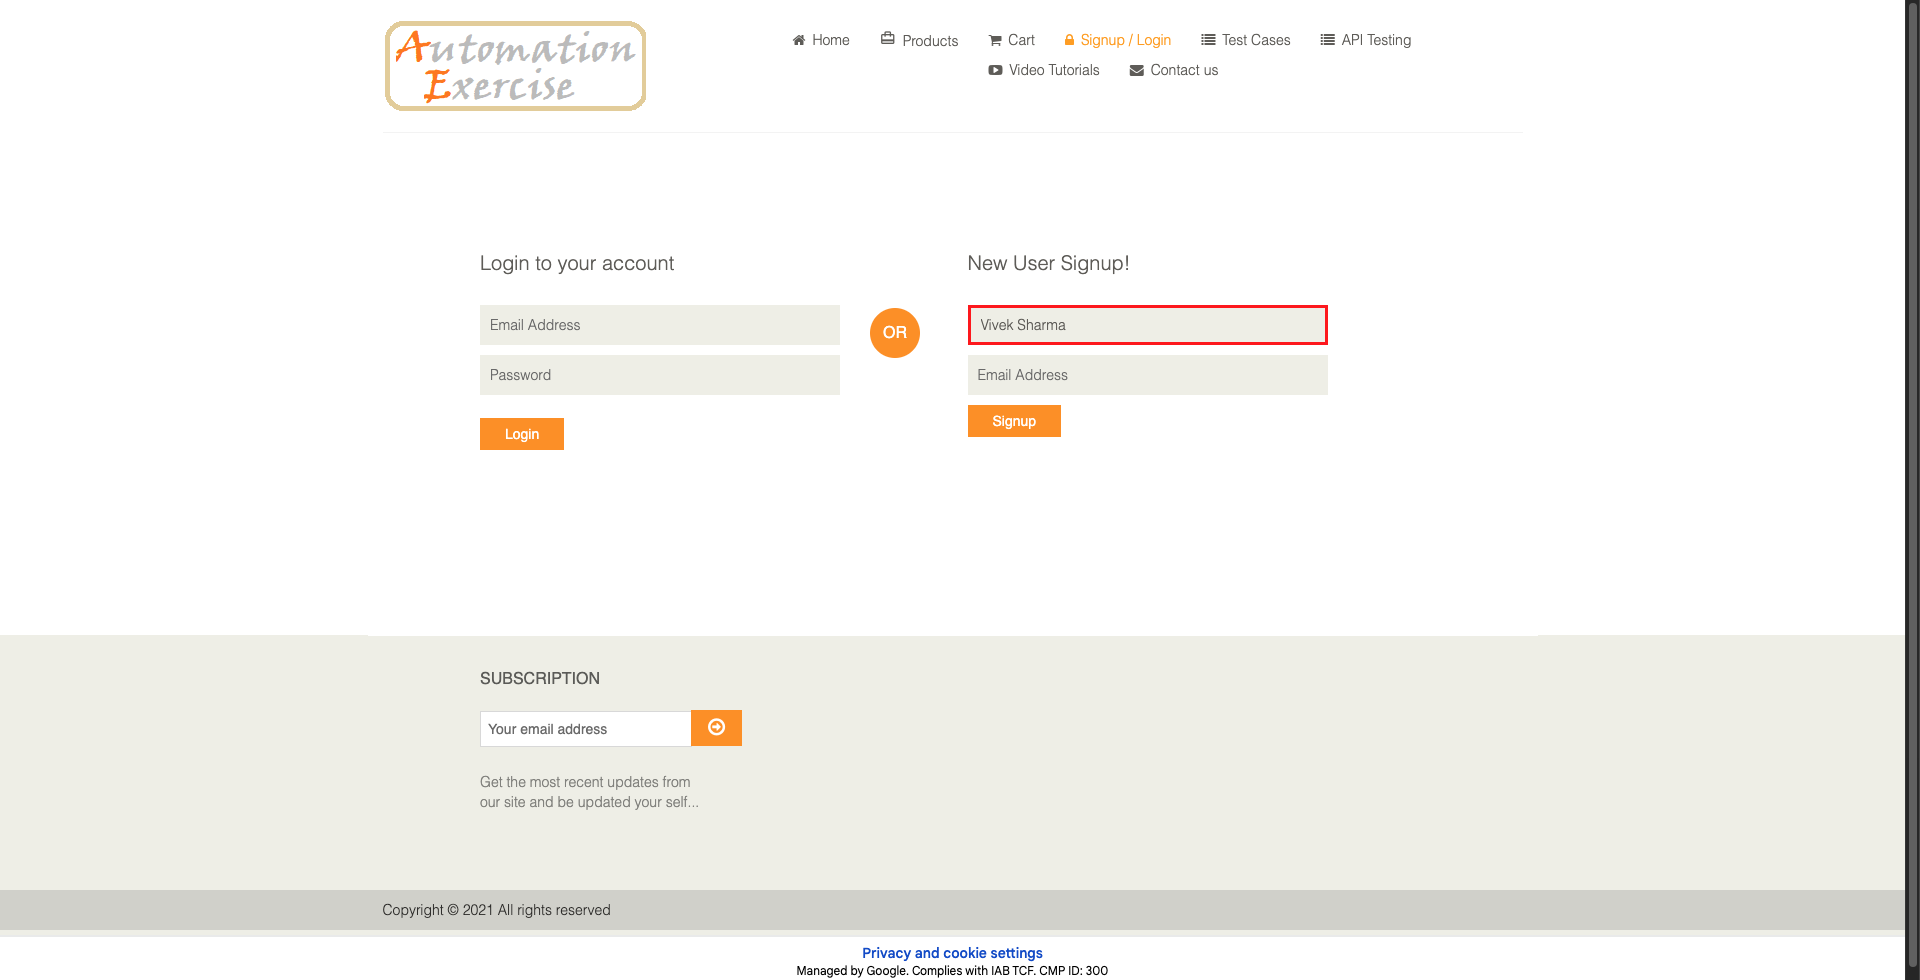 Automation
Exercise
Home
Products
Cart
Signup / Login
Test Cases
API Testing
Video Tutorials
Contact us
Login to your account
Email Address
Password
Login
OR
New User Signup!
Vivek Sharma
Email Address
Signup
SUBSCRIPTION
Your email address
Get the most recent updates from
our site and be updated your self...
Copyright © 2021 All rights reserved
Privacy and cookie settings
Managed by Google. Complies with IAB TCF. CMP ID: 300